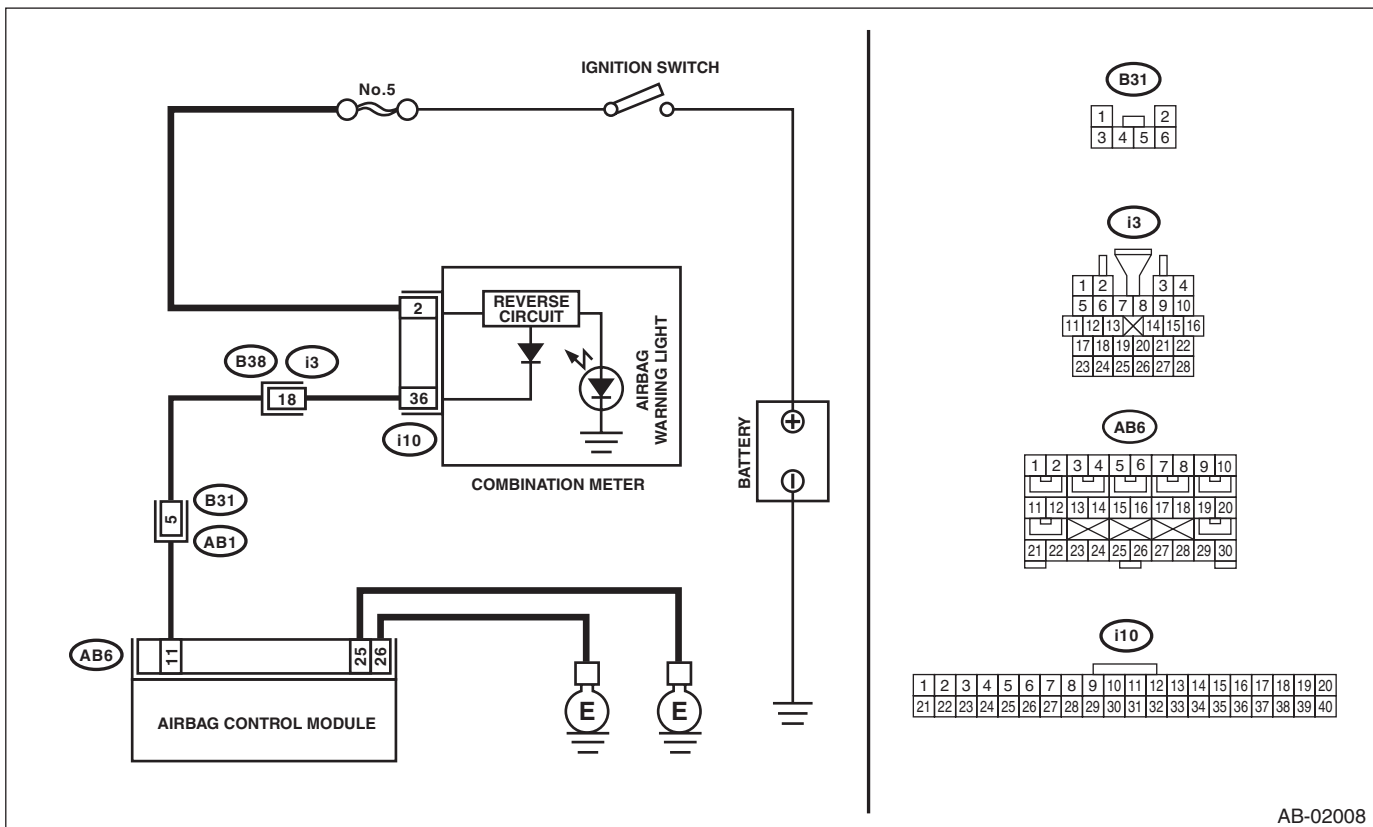 IGNITION SWITCH
No.5
2
REVERSE
CIRCUIT
AIRBAG
WARNING LIGHT
B38 i3
18
36
i10
COMBINATION METER
BATTERY
B31
5
AB1
AB6
11
25
26
E E
AIRBAG CONTROL MODULE
B31
1 2
3 4 5 6
i3
1 2 3 4
5 6 7 8 9 10
11 12 13 14 15 16
17 18 19 20 21 22
23 24 25 26 27 28
AB6
1 2 3 4 5 6 7 8 9 10
11 12 13 14 15 16 17 18 19 20
21 22 23 24 25 26 27 28 29 30
i10
1 2 3 4 5 6 7 8 9 10 11 12 13 14 15 16 17 18 19 20
21 22 23 24 25 26 27 28 29 30 31 32 33 34 35 36 37 38 39 40
AB-02008